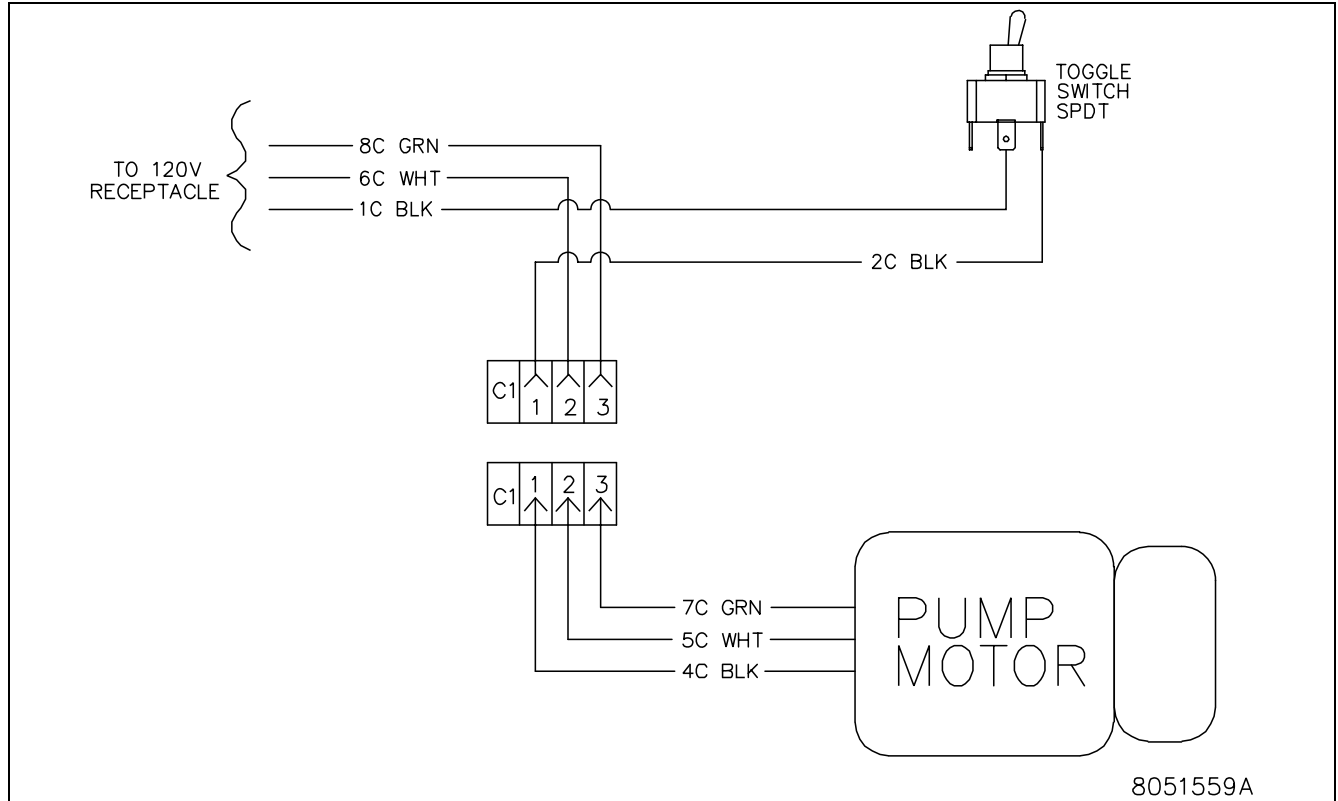 TOGGLE
SWITCH
SPDT
TO 120V
RECEPTACLE
8C GRN
6C WHT
1C BLK
2C BLK
C1 1 2 3
C1 1 2 3
7C GRN
5C WHT
4C BLK
PUMP
MOTOR
8051559A